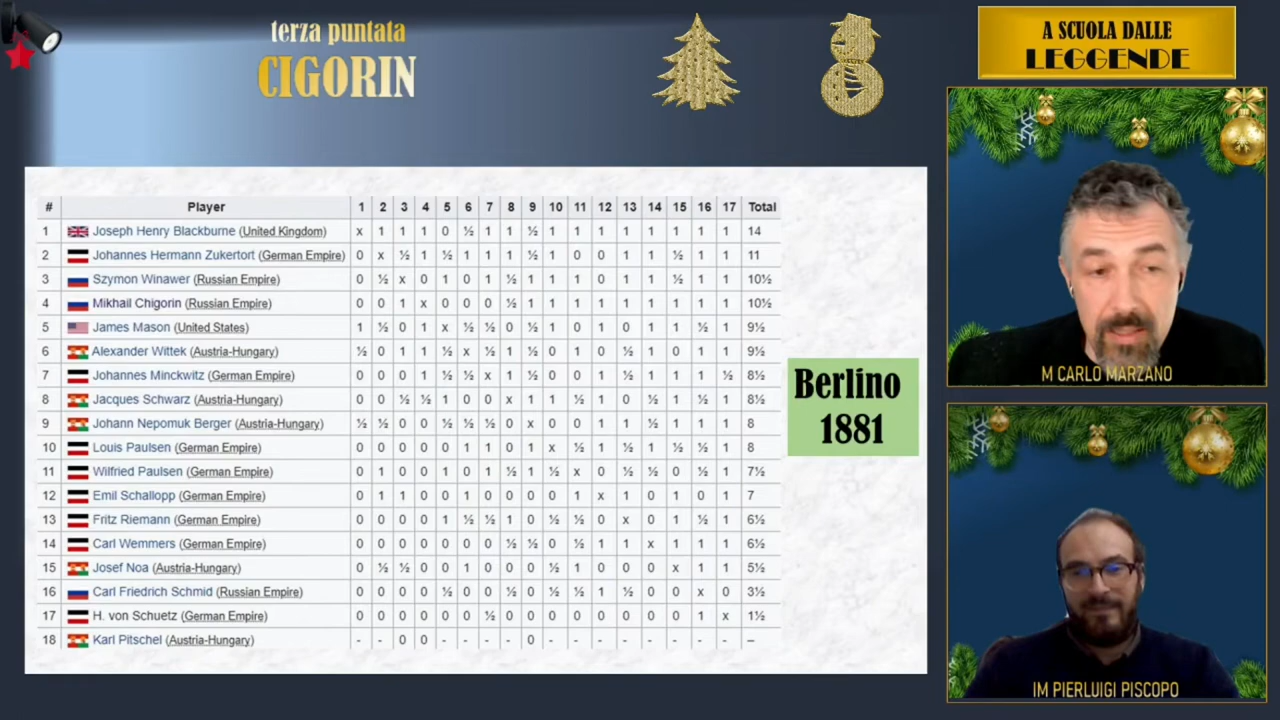 terza puntata
CIGORIN
A SCUOLA DALLE
LEGGENDE
# Player 1 2 3 4 5 6 7 8 9 10 11 12 13 14 15 16 17 Total
1 Joseph Henry Blackburne (United Kingdom) x 1 1 1 0 ½ 1 1 ½ 1 1 1 1 1 1 1 1 14
2 Johannes Hermann Zukertort (German Empire) 0 x ½ 1 ½ 1 1 1 ½ 1 0 0 1 1 ½ 1 1 11
3 Szymon Winawer (Russian Empire) 0 ½ x 0 1 0 1 ½ 1 1 1 0 1 1 ½ 1 1 10½
4 Mikhail Chigorin (Russian Empire) 0 0 1 x 0 0 0 ½ 1 1 1 1 1 1 1 1 1 10½
5 James Mason (United States) 1 ½ 0 1 x ½ ½ 0 ½ 1 0 1 0 1 1 ½ 1 9½
6 Alexander Wittek (Austria-Hungary) ½ 0 1 1 ½ x ½ 1 ½ 0 1 0 ½ 1 0 1 1 9½
7 Johannes Minckwitz (German Empire) 0 0 0 1 ½ ½ x 1 ½ 0 0 1 ½ 1 1 1 ½ 8½
8 Jacques Schwarz (Austria-Hungary) 0 0 ½ ½ 1 0 0 x 1 1 ½ 1 0 ½ 1 ½ 1 8½
9 Johann Nepomuk Berger (Austria-Hungary) ½ ½ 0 0 ½ ½ ½ 0 x 0 0 1 1 ½ 1 1 1 8
10 Louis Paulsen (German Empire) 0 0 0 0 0 1 1 0 1 x ½ 1 ½ 1 ½ ½ 1 8
11 Wilfried Paulsen (German Empire) 0 1 0 0 1 0 1 ½ 1 ½ x 0 ½ ½ 0 ½ 1 7½
12 Emil Schallopp (German Empire) 0 1 1 0 0 1 0 0 0 0 1 x 1 0 1 0 1 7
13 Fritz Riemann (German Empire) 0 0 0 0 1 ½ ½ 1 0 ½ ½ 0 x 0 1 ½ 1 6½
14 Carl Wemmers (German Empire) 0 0 0 0 0 0 0 ½ ½ 0 ½ 1 1 x 1 1 1 6½
15 Josef Noa (Austria-Hungary) 0 ½ ½ 0 0 1 0 0 0 ½ 1 0 0 0 x 1 1 5½
16 Carl Friedrich Schmid (Russian Empire) 0 0 0 0 ½ 0 0 ½ 0 ½ ½ 1 ½ 0 0 x 0 3½
17 H. von Schuetz (German Empire) 0 0 0 0 0 0 ½ 0 0 0 0 0 0 0 0 1 x 1½
18 Karl Pitschel (Austria-Hungary) - - 0 0 - - - - 0 - - - - - - - - –
Berlino
1881
M CARLO MARZANO
IM PIERLUIGI PISCOPO